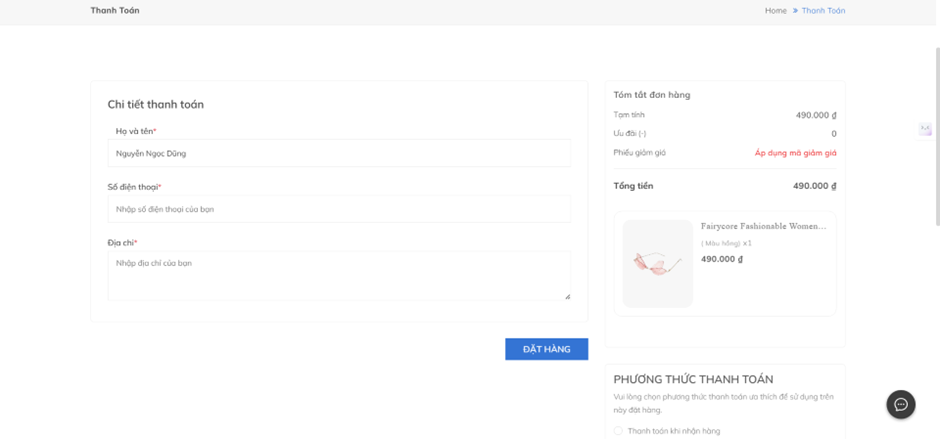 Thanh Toán
Home » Thanh Toán
Chi tiết thanh toán
Họ và tên*
Nguyễn Ngọc Dũng
Số điện thoại*
Nhập số điện thoại của bạn
Địa chỉ*
Nhập địa chỉ của bạn
ĐẶT HÀNG
Tóm tắt đơn hàng
Tạm tính 490.000 ₫
Ưu đãi (-) 0
Phiếu giảm giá Áp dụng mã giảm giá
Tổng tiền 490.000 ₫
Fairycore Fashionable Women...
( Màu hồng) x1
490.000 ₫
PHƯƠNG THỨC THANH TOÁN
Vui lòng chọn phương thức thanh toán ưa thích để sử dụng trên
này đặt hàng.
Thanh toán khi nhận hàng